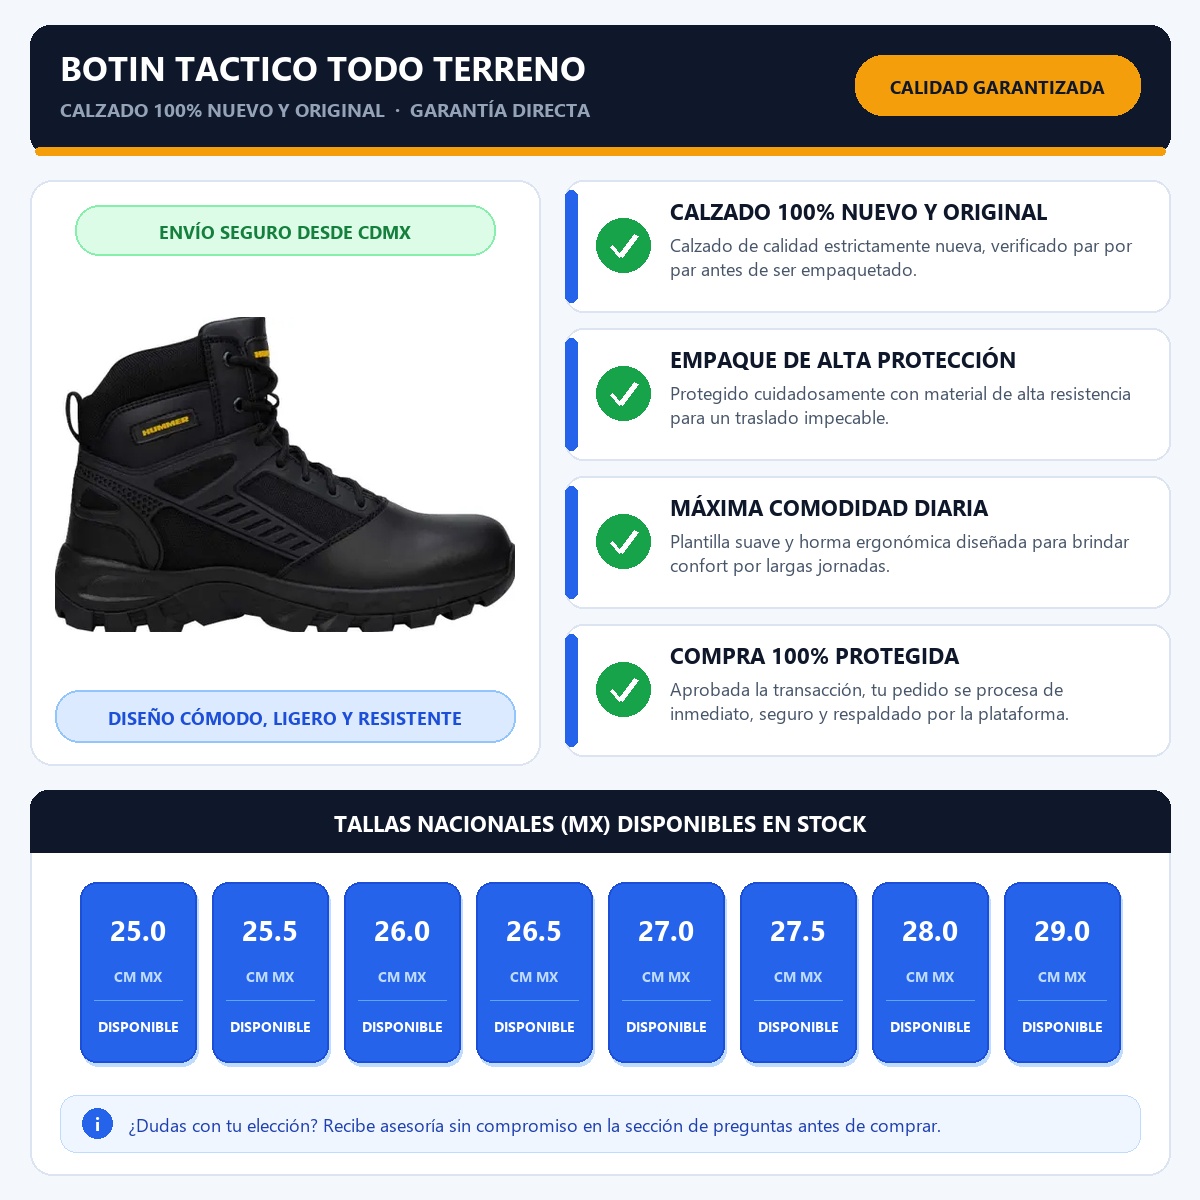 BOTIN TACTICO TODO TERRENO
CALZADO 100% NUEVO Y ORIGINAL · GARANTÍA DIRECTA
CALIDAD GARANTIZADA
ENVÍO SEGURO DESDE CDMX
HUMMER
DISEÑO CÓMODO, LIGERO Y RESISTENTE
CALZADO 100% NUEVO Y ORIGINAL
Calzado de calidad estrictamente nueva, verificado par por
par antes de ser empaquetado.
EMPAQUE DE ALTA PROTECCIÓN
Protegido cuidadosamente con material de alta resistencia
para un traslado impecable.
MÁXIMA COMODIDAD DIARIA
Plantilla suave y horma ergonómica diseñada para brindar
confort por largas jornadas.
COMPRA 100% PROTEGIDA
Aprobada la transacción, tu pedido se procesa de
inmediato, seguro y respaldado por la plataforma.
TALLAS NACIONALES (MX) DISPONIBLES EN STOCK
25.0 25.5 26.0 26.5 27.0 27.5 28.0 29.0
CM MX CM MX CM MX CM MX CM MX CM MX CM MX CM MX
DISPONIBLE DISPONIBLE DISPONIBLE DISPONIBLE DISPONIBLE DISPONIBLE DISPONIBLE DISPONIBLE
¿Dudas con tu elección? Recibe asesoría sin compromiso en la sección de preguntas antes de comprar.